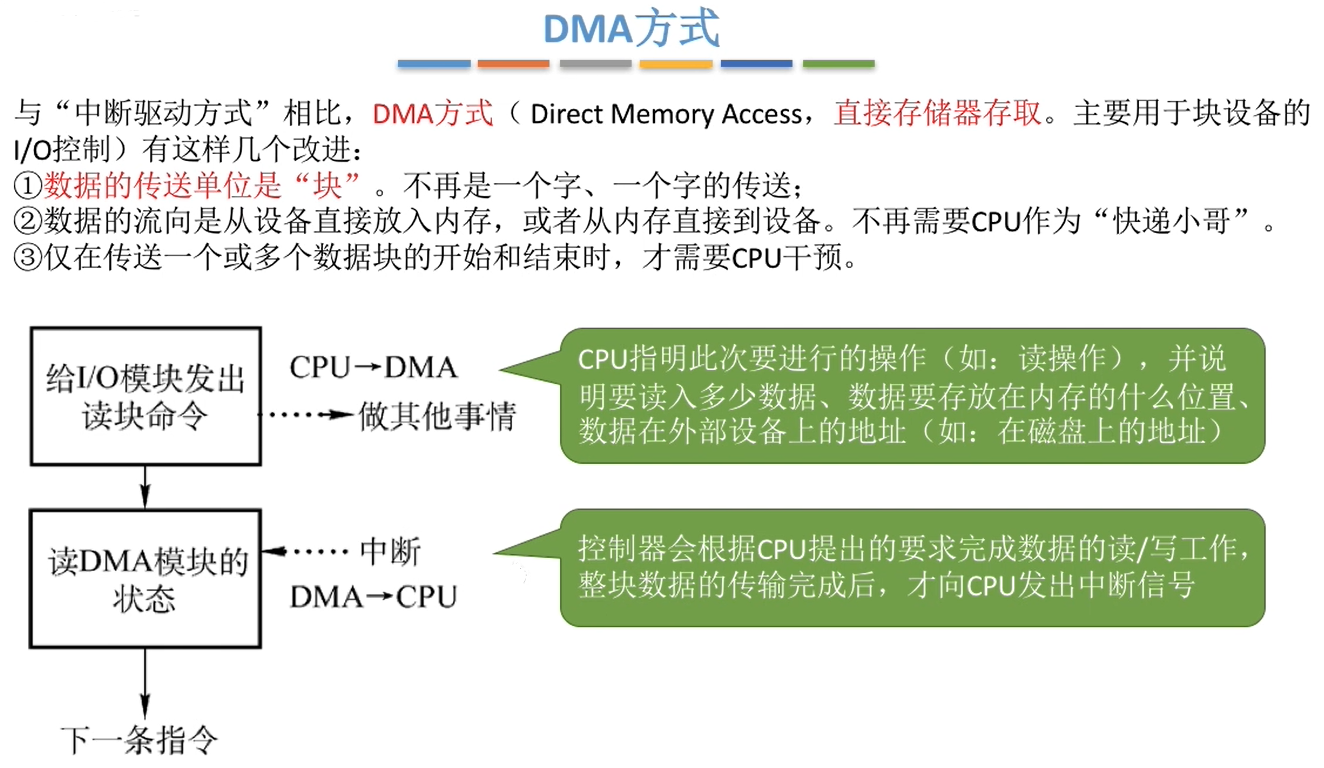 DMA方式
与“中断驱动方式”相比，DMA方式（ Direct Memory Access，直接存储器存取。主要用于块设备的
I/O控制）有这样几个改进：
①数据的传送单位是“块”。不再是一个字、一个字的传送；
②数据的流向是从设备直接放入内存，或者从内存直接到设备。不再需要CPU作为“快递小哥”。
③仅在传送一个或多个数据块的开始和结束时，才需要CPU干预。
给I/O模块发出
读块命令
CPU→DMA
做其他事情
CPU指明此次要进行的操作（如：读操作），并说
明要读入多少数据、数据要存放在内存的什么位置、
数据在外部设备上的地址（如：在磁盘上的地址）
读DMA模块的
状态
中断
DMA→CPU
控制器会根据CPU提出的要求完成数据的读/写工作，
整块数据的传输完成后，才向CPU发出中断信号
下一条指令